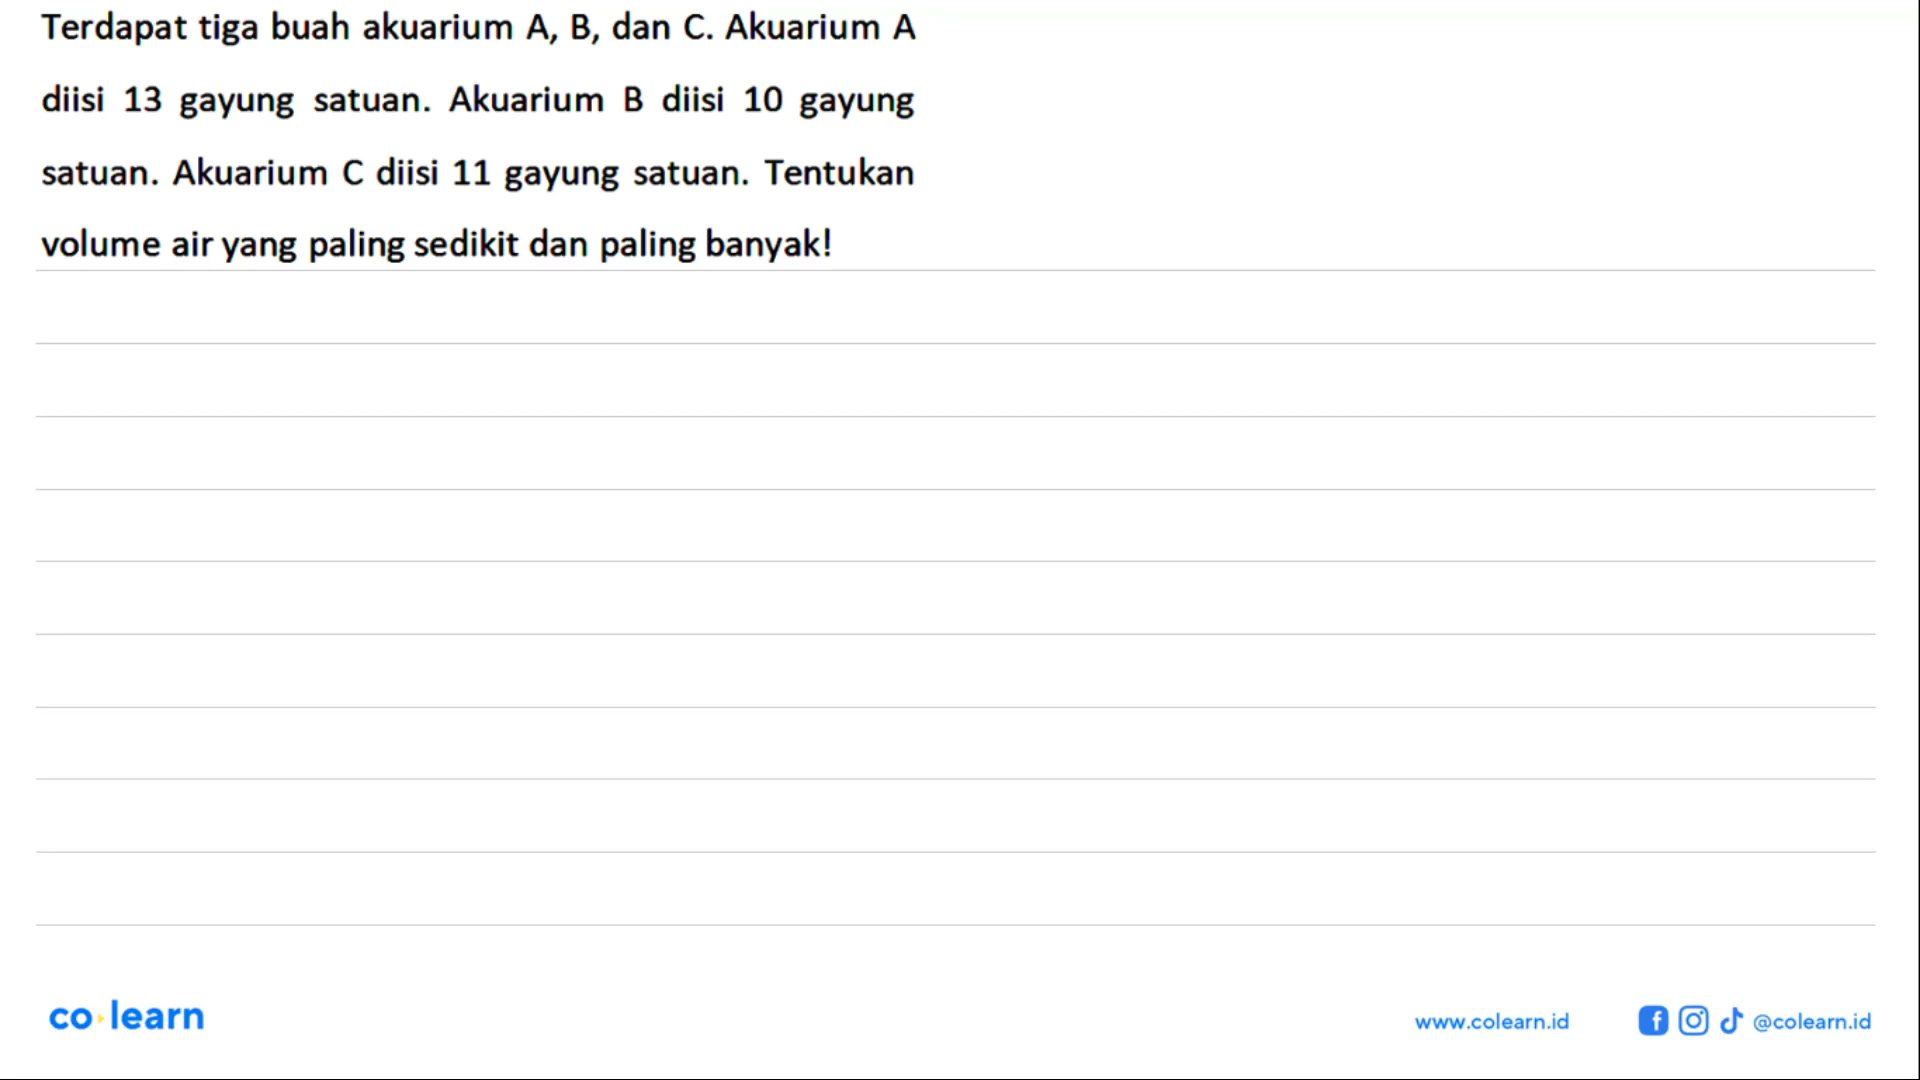 Terdapat tiga buah akuarium A, B, dan C. Akuarium A
diisi 13 gayung satuan. Akuarium B diisi 10 gayung
satuan. Akuarium C diisi 11 gayung satuan. Tentukan
volume air yang paling sedikit dan paling banyak!
co learn
www.colearn.id @colearn.id